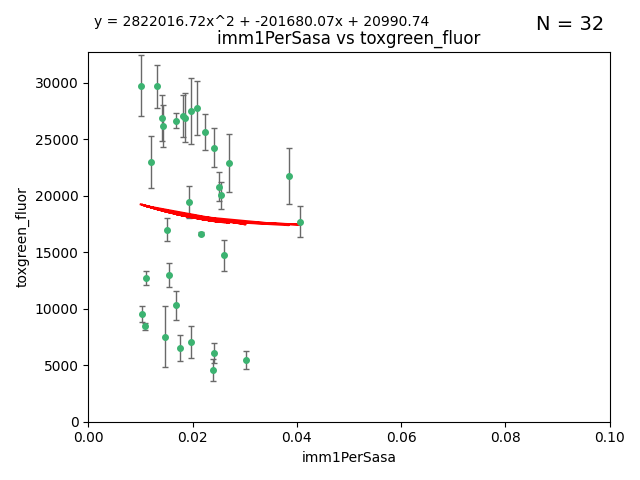 y = 2822016.72x^2 + -201680.07x + 20990.74
N = 32
imm1PerSasa vs toxgreen_fluor
30000
25000
20000
15000
10000
5000
0
toxgreen_fluor
0.00 0.02 0.04 0.06 0.08 0.10
imm1PerSasa